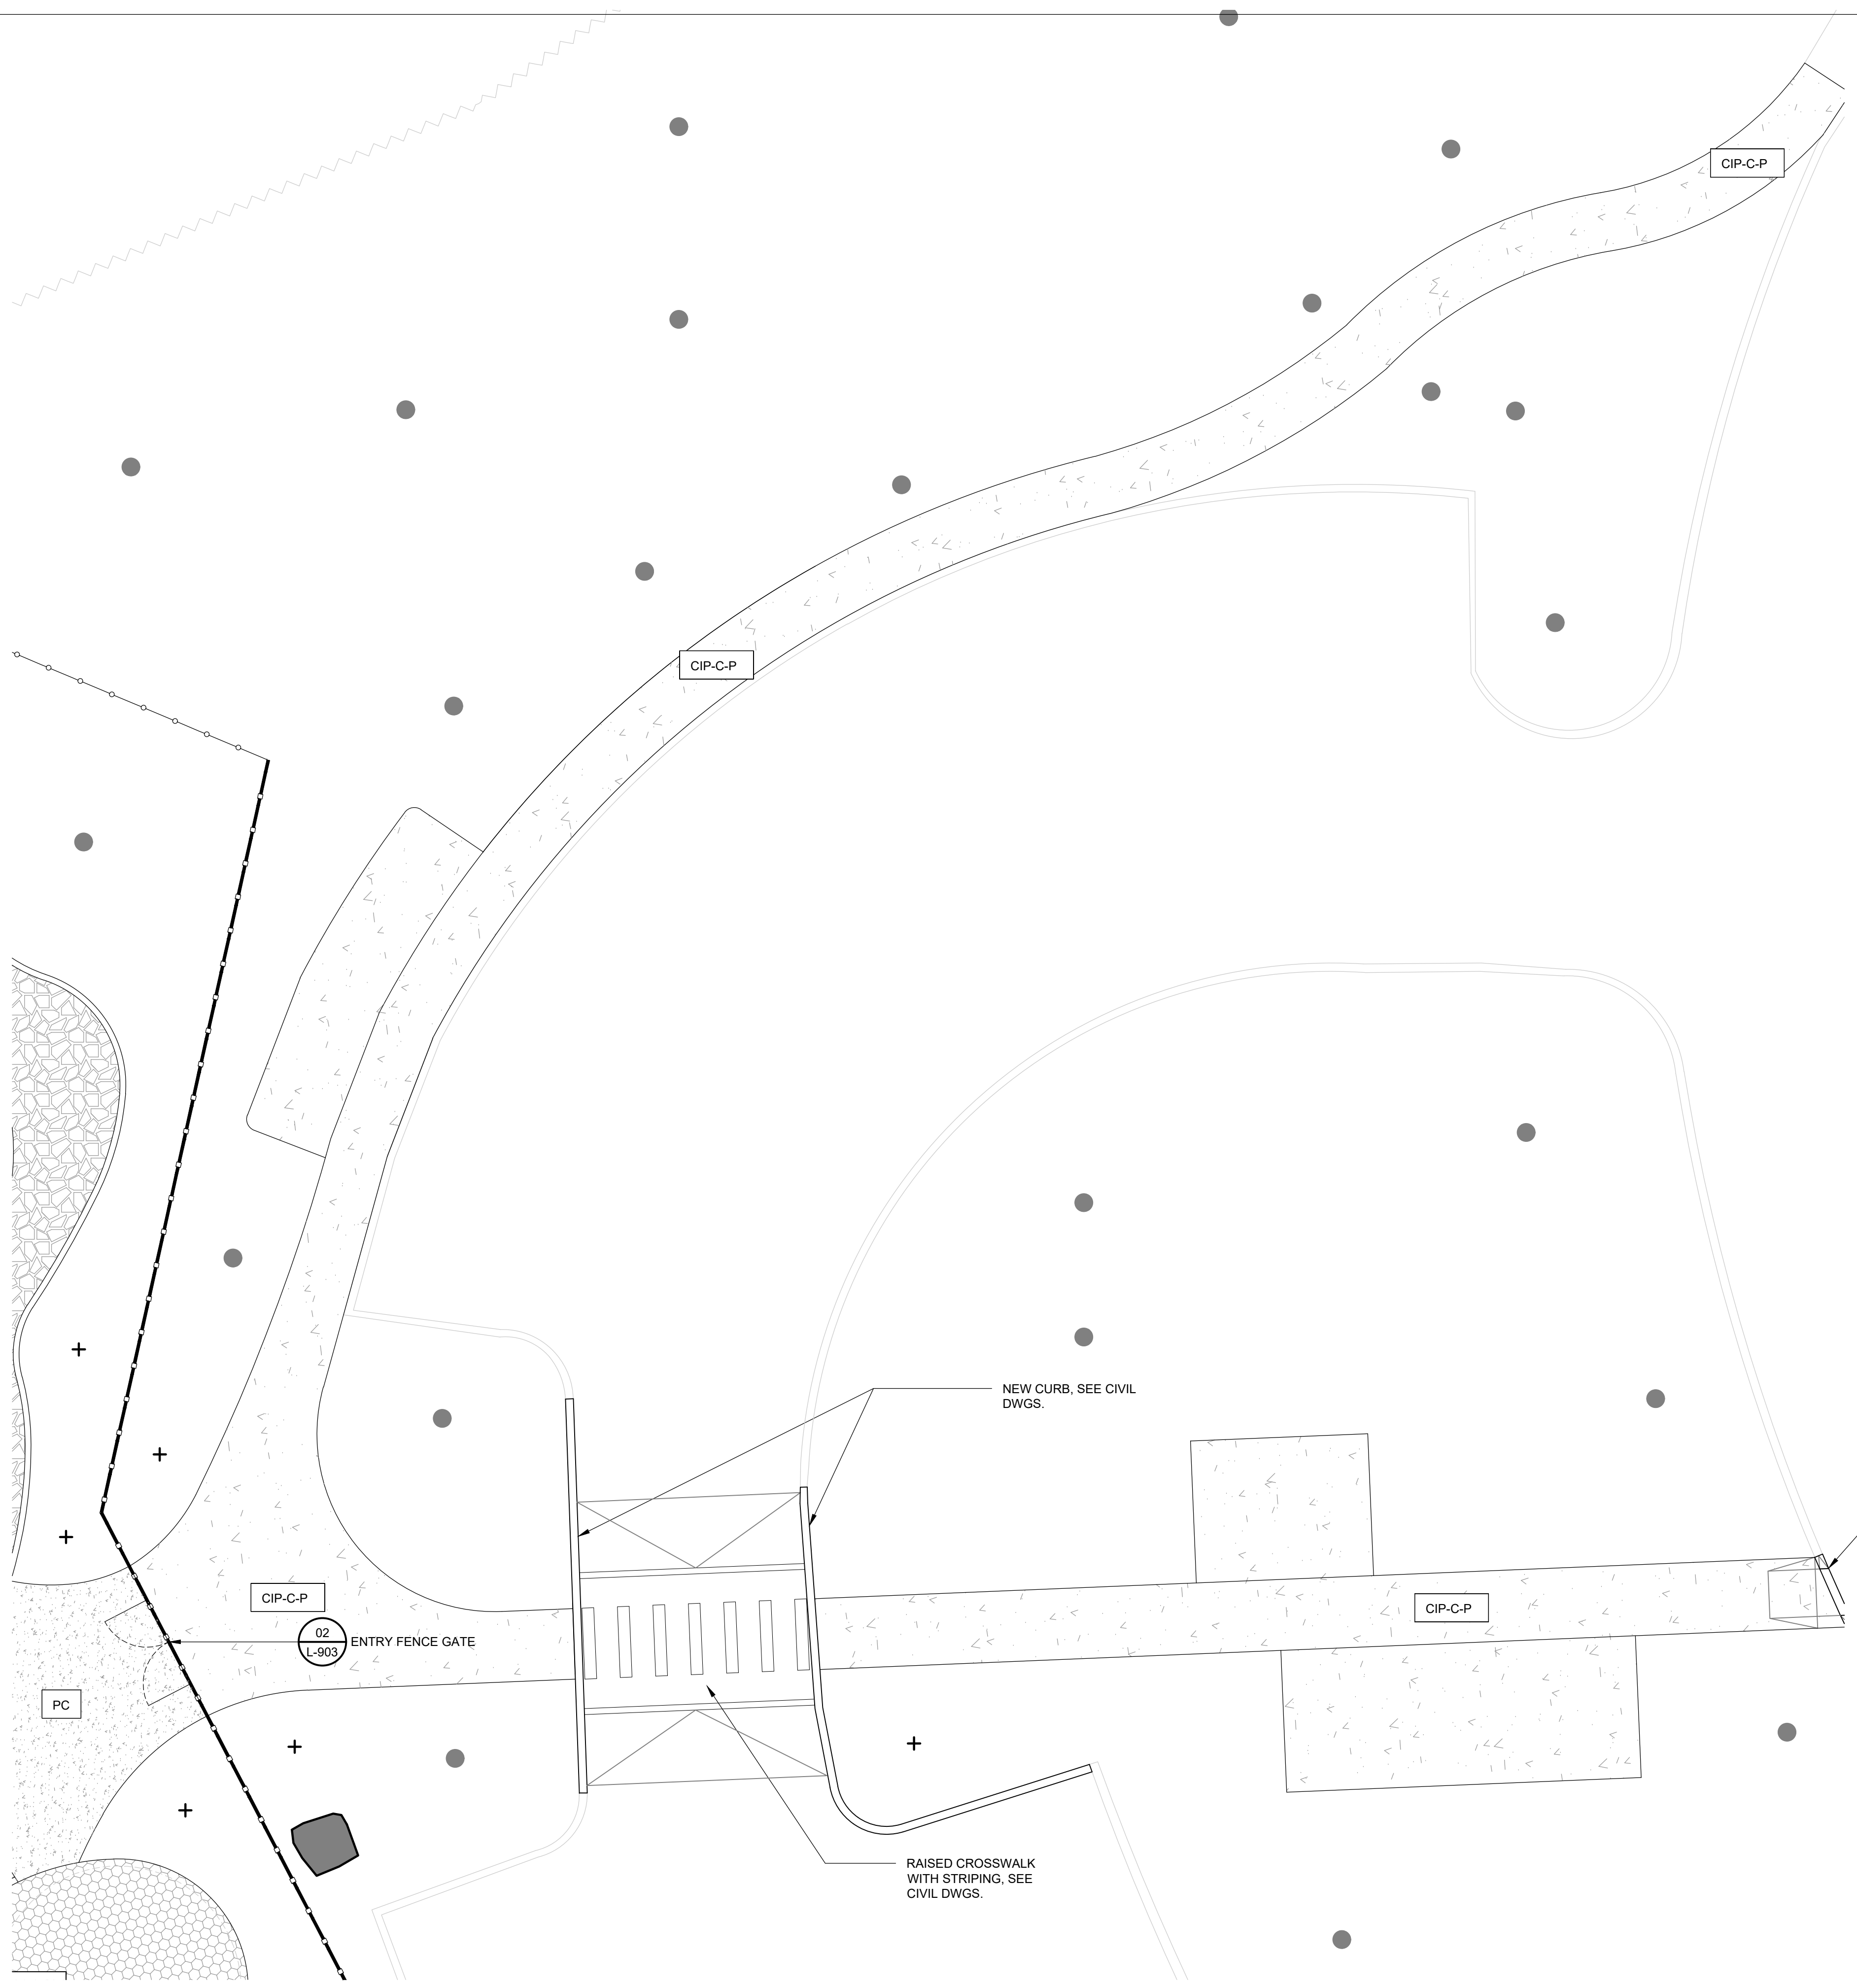 CIP-C-P
CIP-C-P
NEW CURB, SEE CIVIL
DWGS.
CIP-C-P
CIP-C-P
02
L-903
ENTRY FENCE GATE
PC
RAISED CROSSWALK
WITH STRIPING, SEE
CIVIL DWGS.